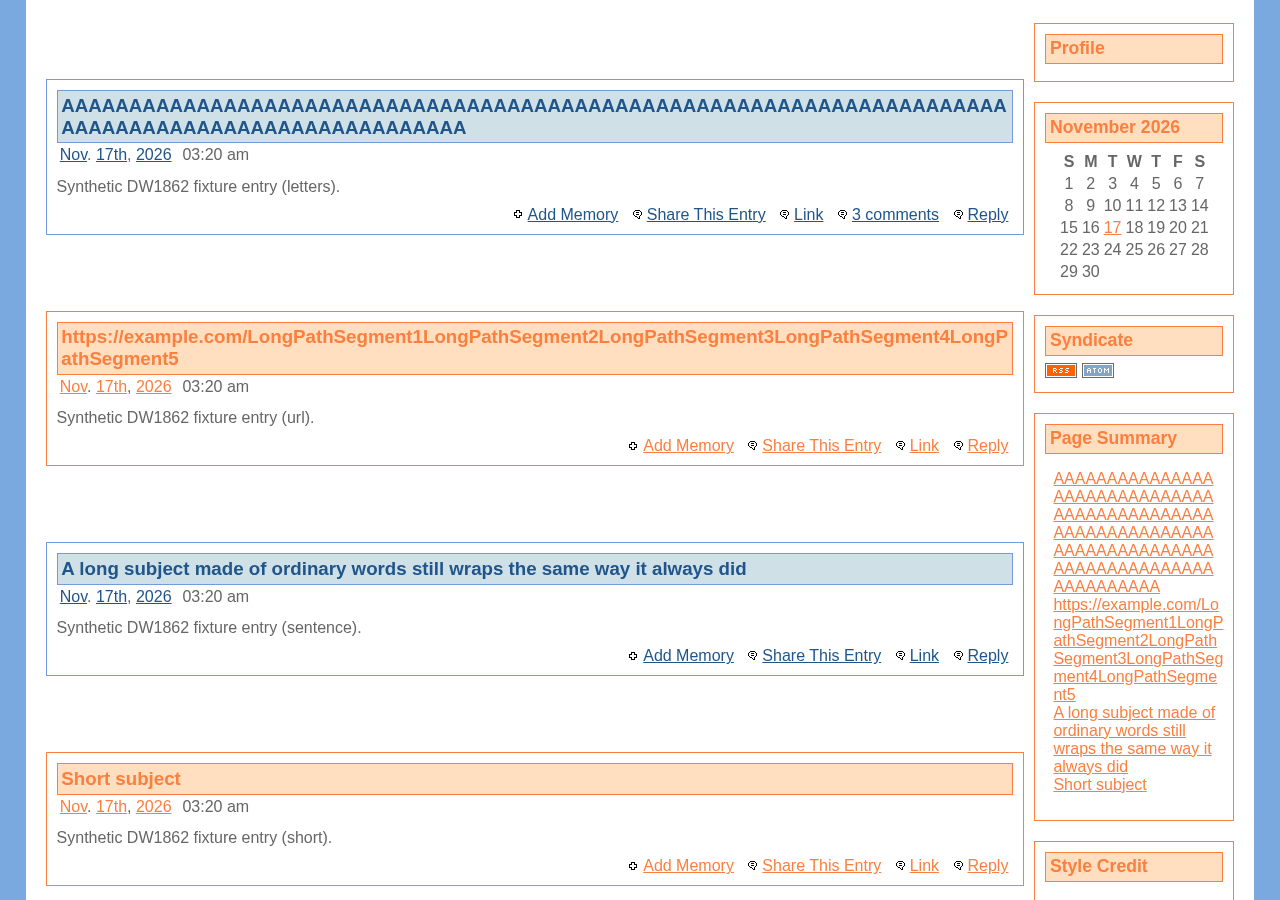 AAAAAAAAAAAAAAAAAAAAAAAAAAAAAAAAAAAAAAAAAAAAAAAAAAAAAAAAAAAAAAAAAAAAAA
AAAAAAAAAAAAAAAAAAAAAAAAAAAAAA
Nov. 17th, 2026 03:20 am
Synthetic DW1862 fixture entry (letters).
Add Memory Share This Entry Link 3 comments Reply
https://example.com/LongPathSegment1LongPathSegment2LongPathSegment3LongPathSegment4LongP
athSegment5
Nov. 17th, 2026 03:20 am
Synthetic DW1862 fixture entry (url).
Add Memory Share This Entry Link Reply
A long subject made of ordinary words still wraps the same way it always did
Nov. 17th, 2026 03:20 am
Synthetic DW1862 fixture entry (sentence).
Add Memory Share This Entry Link Reply
Short subject
Nov. 17th, 2026 03:20 am
Synthetic DW1862 fixture entry (short).
Add Memory Share This Entry Link Reply
Profile
November 2026
S M T W T F S
1 2 3 4 5 6 7
8 9 10 11 12 13 14
15 16 17 18 19 20 21
22 23 24 25 26 27 28
29 30
Syndicate
RSS ATOM
Page Summary
AAAAAAAAAAAAAAA
AAAAAAAAAAAAAAA
AAAAAAAAAAAAAAA
AAAAAAAAAAAAAAA
AAAAAAAAAAAAAAA
AAAAAAAAAAAAAAA
AAAAAAAAAA
https://example.com/Lo
ngPathSegment1LongP
athSegment2LongPath
Segment3LongPathSeg
ment4LongPathSegme
nt5
A long subject made of
ordinary words still
wraps the same way it
always did
Short subject
Style Credit